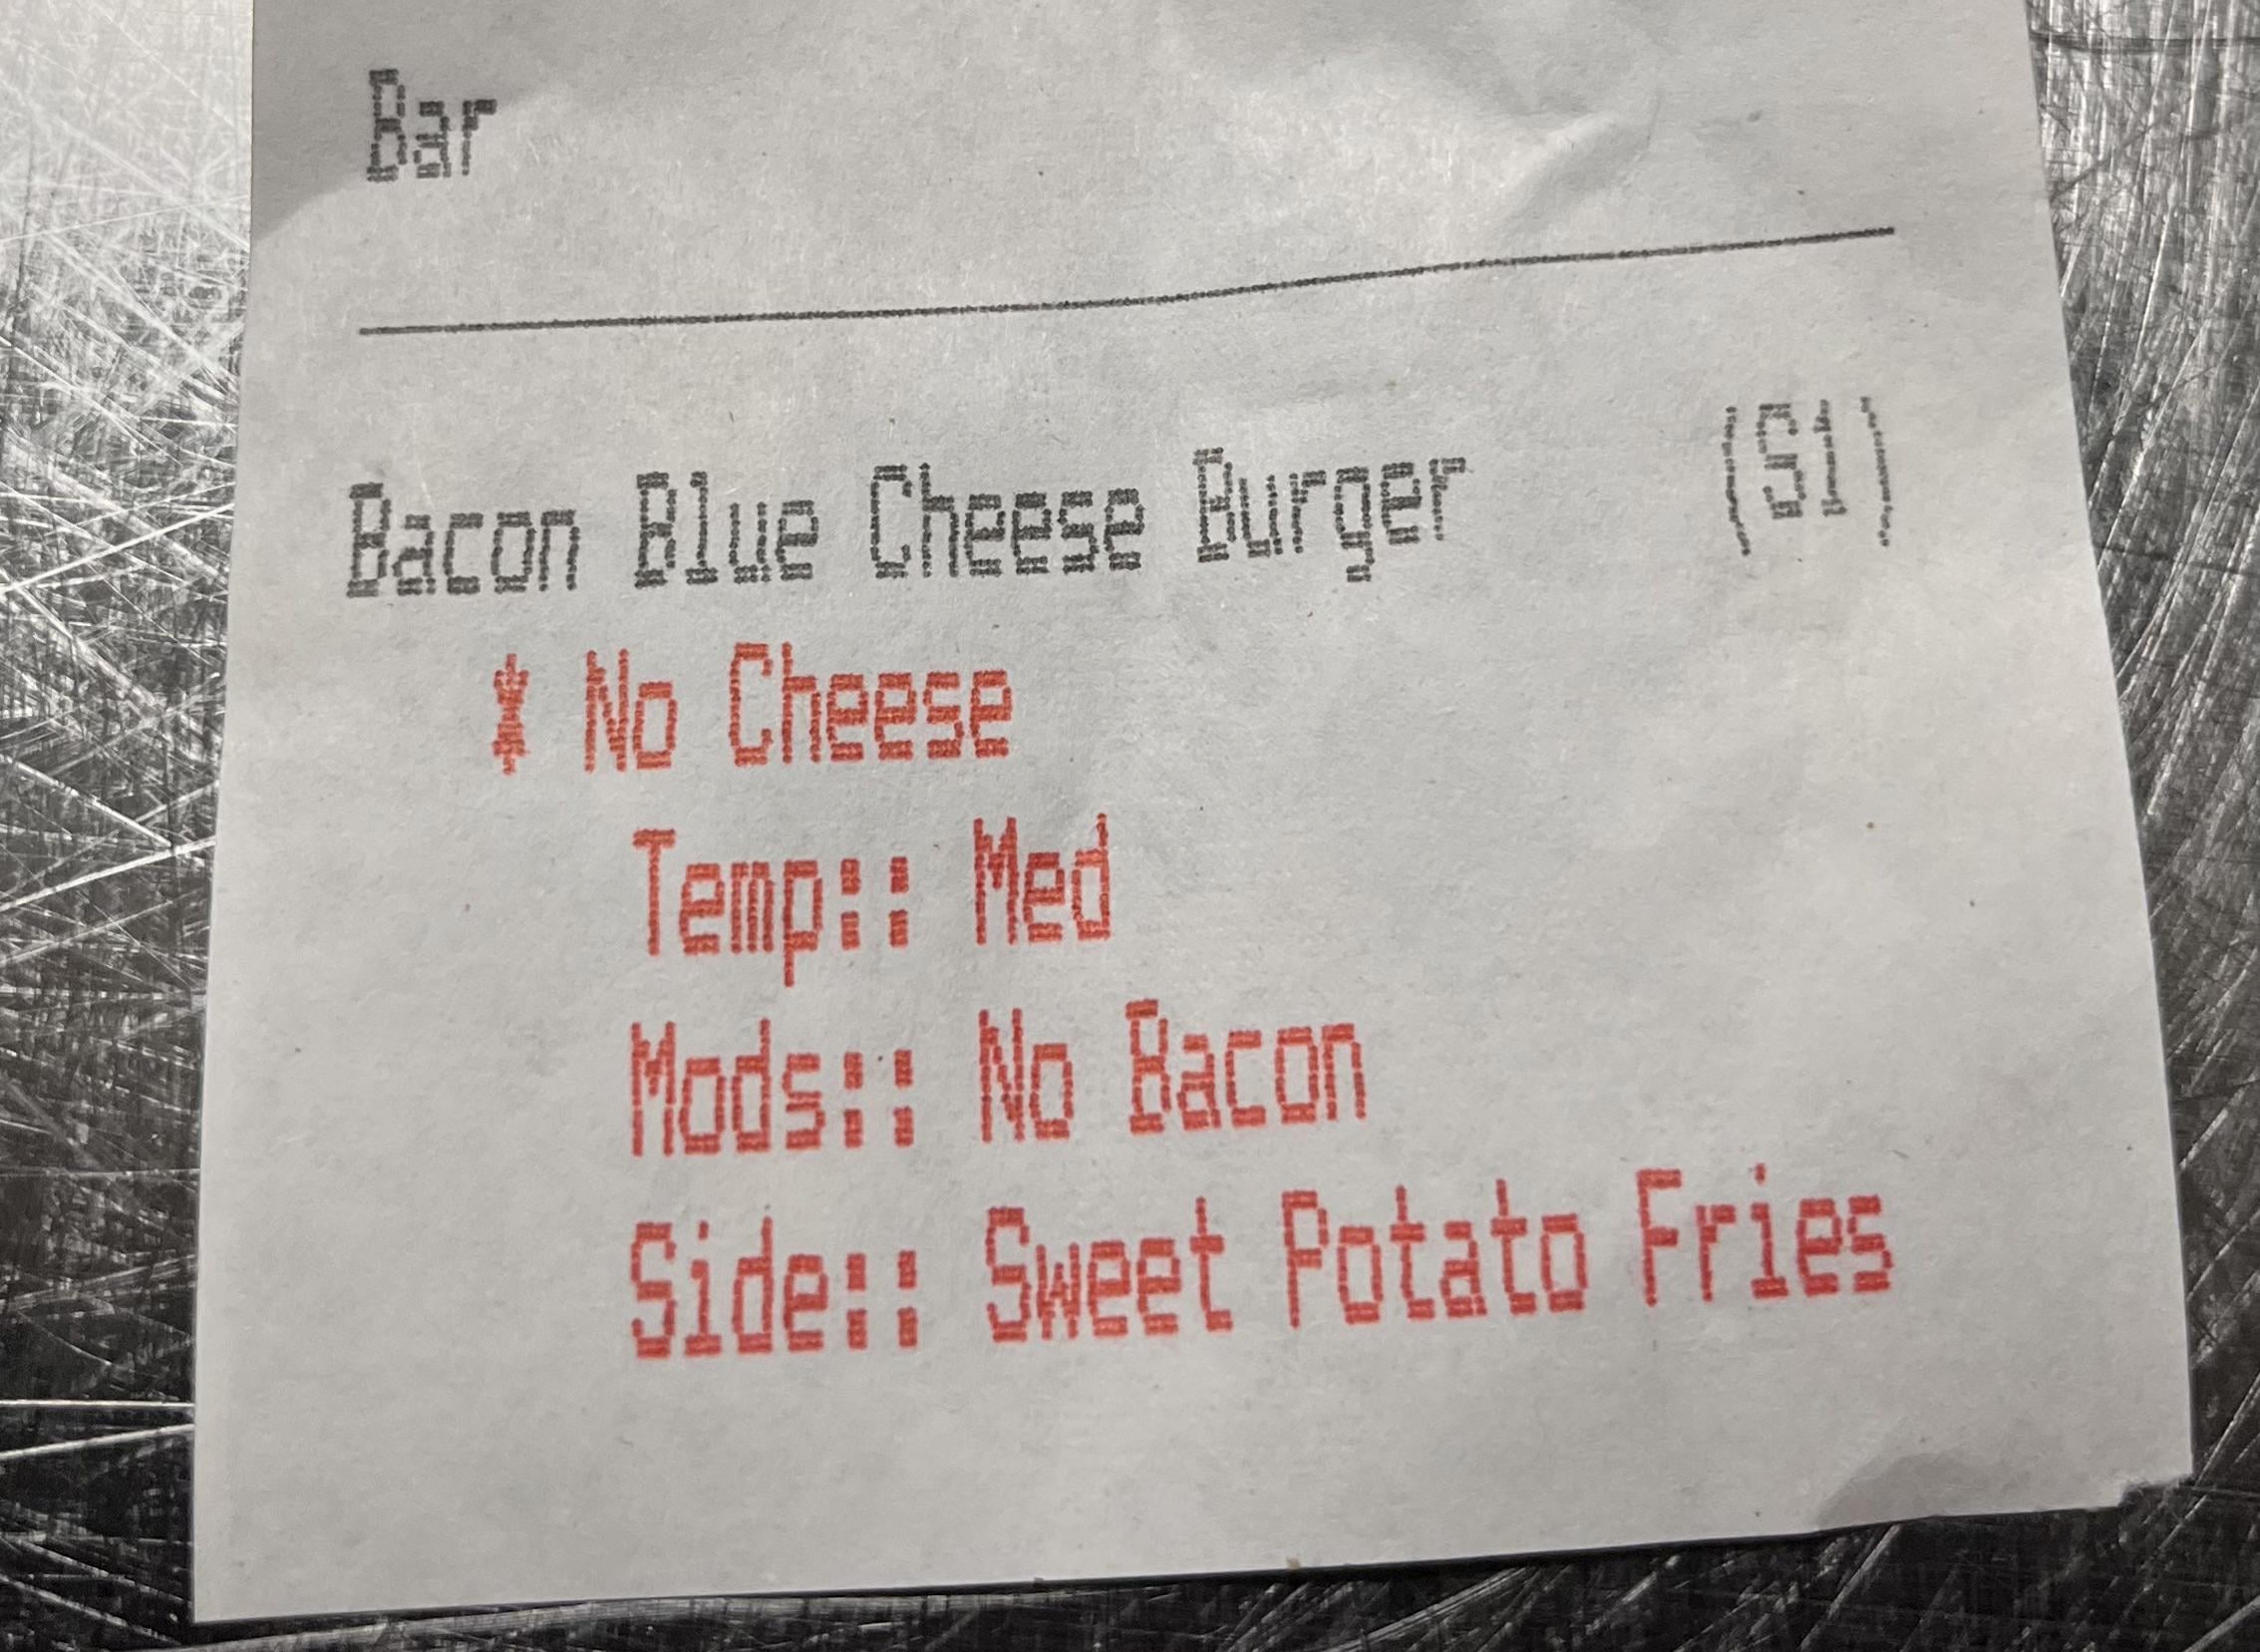 Bar
Bacon Blue Cheese Burger (S1)
* No Cheese
Temp:: Med
Mods:: No Bacon
Side:: Sweet Potato Fries